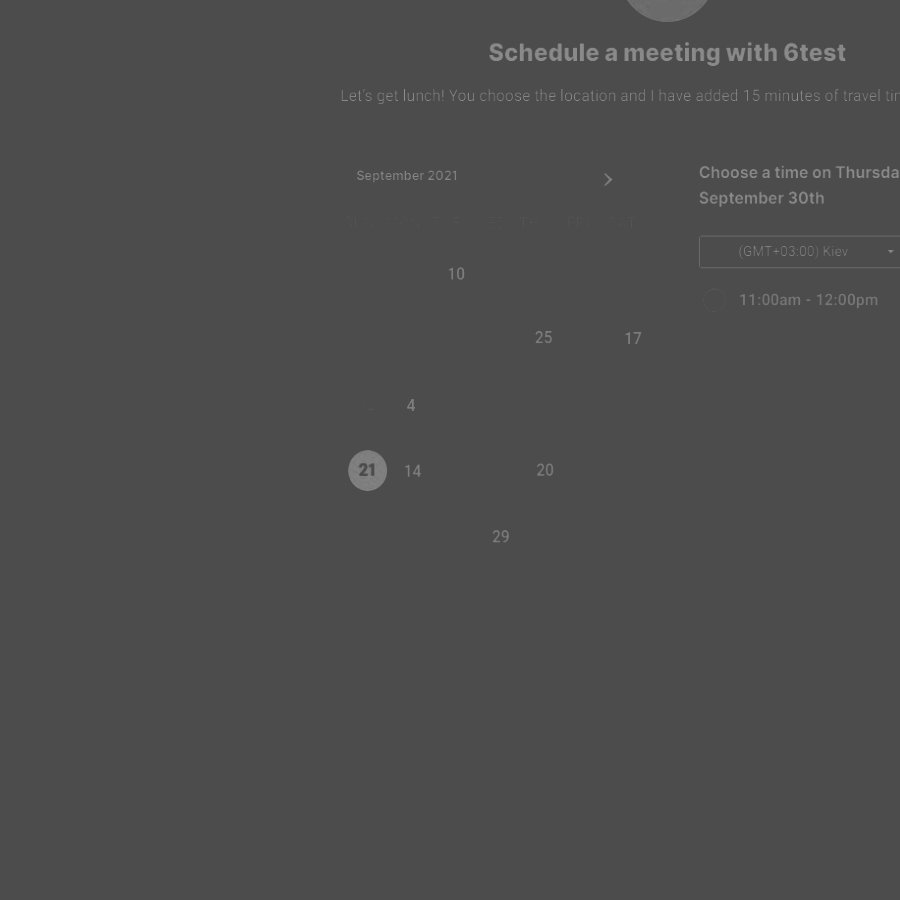 Schedule a meeting with 6test
Let's get lunch! You choose the location and I have added 15 minutes of travel
September 2021
10
25 17
4
21 14 20
29
Choose a time on
September 30th
(GMT+03:00) Kiev
11:00am - 12:00pm